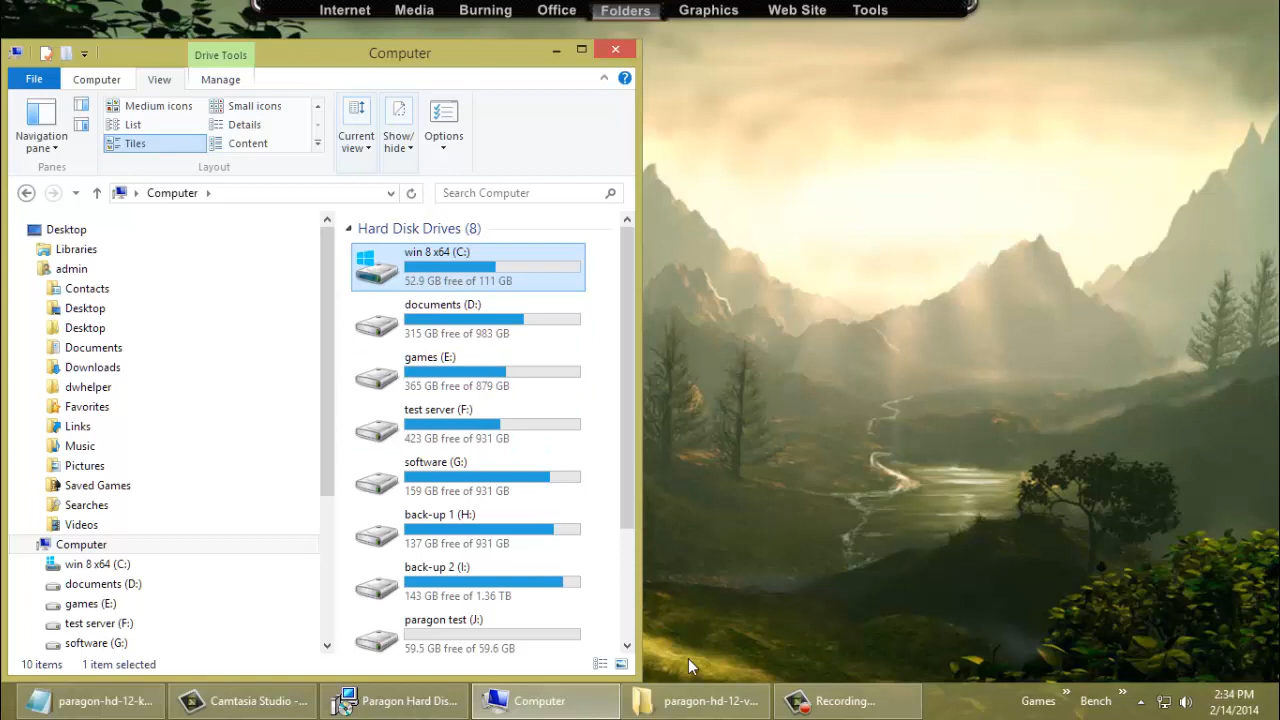 Internet Media Burning Office Folders Graphics Web Site Tools
Drive Tools Computer
File Computer View Manage
Navigation pane
Medium icons Small icons
List Details
Tiles Content
Current view
Show/ hide
Options
Panes Layout
Computer
Search Computer
Desktop
Libraries
admin
Contacts
Desktop
Desktop
Documents
Downloads
dwhelper
Favorites
Links
Music
Pictures
Saved Games
Searches
Videos
Computer
win 8 x64 (C:)
documents (D:)
games (E:)
test server (F:)
software (G:)
Hard Disk Drives (8)
win 8 x64 (C:)
52.9 GB free of 111 GB
documents (D:)
315 GB free of 983 GB
games (E:)
365 GB free of 879 GB
test server (F:)
423 GB free of 931 GB
software (G:)
159 GB free of 931 GB
back-up 1 (H:)
137 GB free of 931 GB
back-up 2 (I:)
143 GB free of 1.36 TB
paragon test (J:)
59.5 GB free of 59.6 GB
10 items 1 item selected
paragon-hd-12-k... Camtasia Studio -... Paragon Hard Dis... Computer paragon-hd-12-v... Recording... Games » Bench »
2:34 PM
2/14/2014